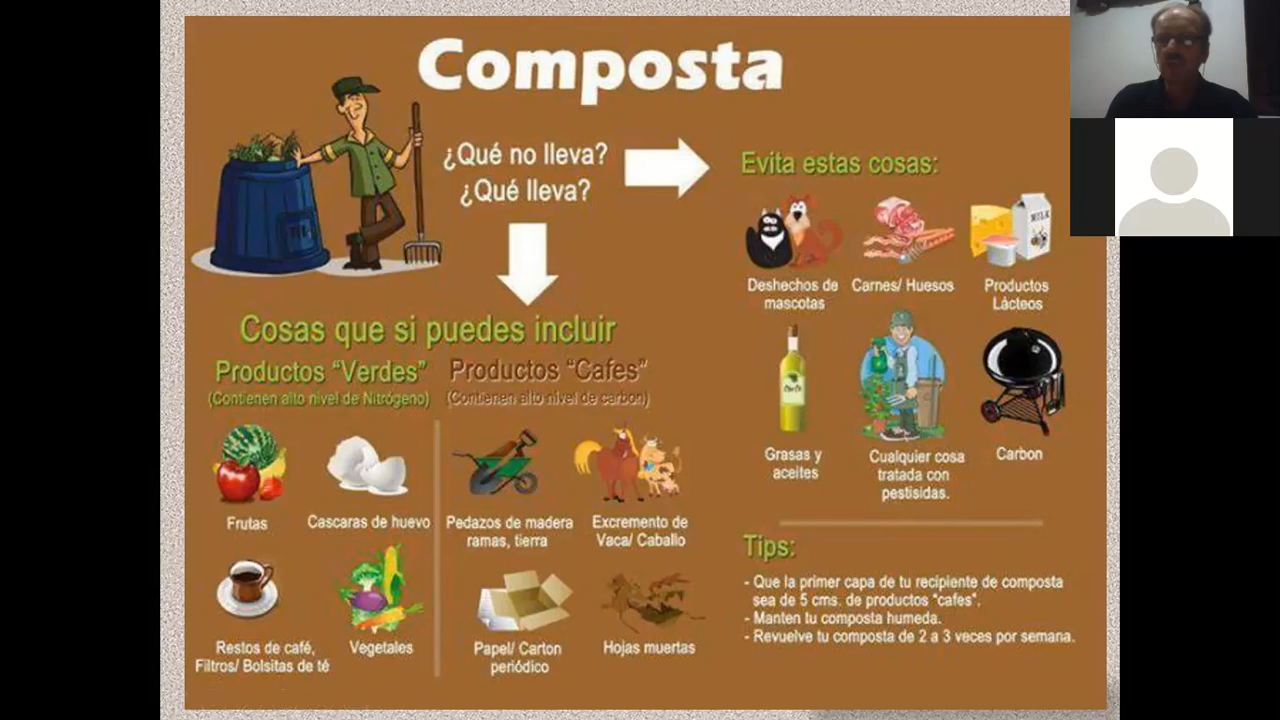 Composta
¿Qué no lleva?
¿Qué lleva?
Evita estas cosas:
Deshechos de
mascotas
Carnes/ Huesos
Productos
Lácteos
MILK
Grasas y
aceites
Cualquier cosa
tratada con
pestisidas.
Carbon
Cosas que si puedes incluir
Productos “Verdes”
(Contienen alto nivel de Nitrógeno)
Productos “Cafes”
(Contienen alto nivel de carbon)
Frutas
Cascaras de huevo
Restos de café,
Filtros/ Bolsitas de té
Vegetales
Pedazos de madera
ramas, tierra
Excremento de
Vaca/ Caballo
Papel/ Carton
periódico
Hojas muertas
Tips:
- Que la primer capa de tu recipiente de composta
sea de 5 cms. de productos “cafes”.
- Manten tu composta humeda.
- Revuelve tu composta de 2 a 3 veces por semana.